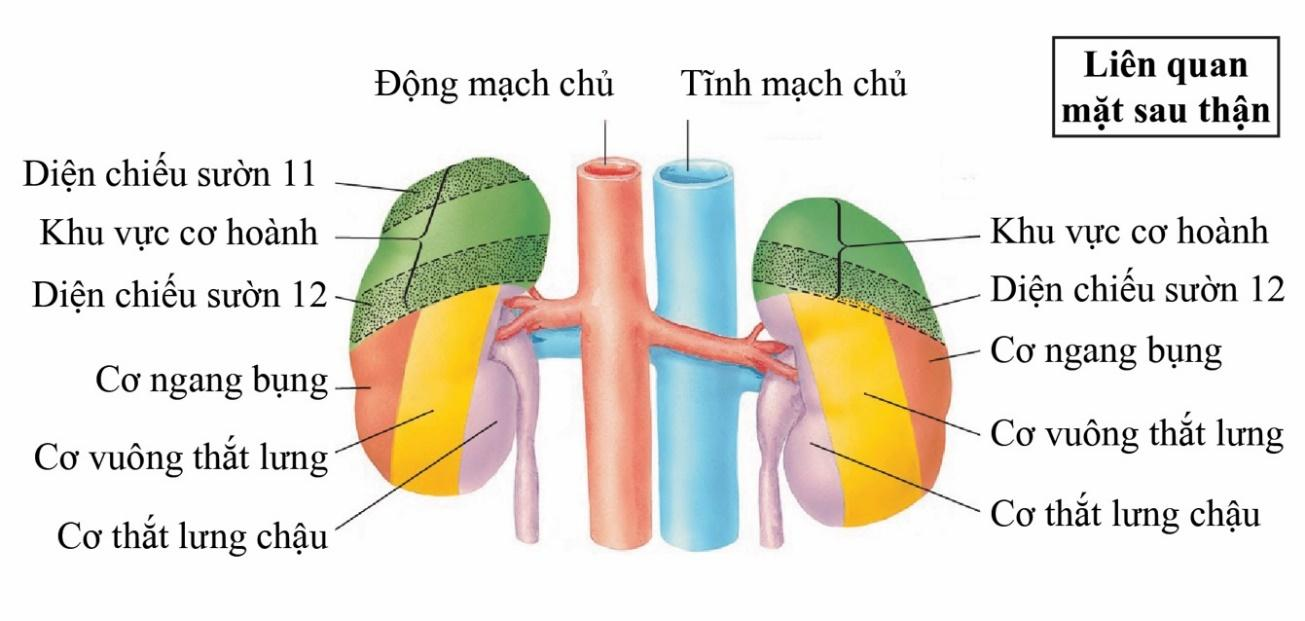 Liên quan
mặt sau thận
Động mạch chủ
Tĩnh mạch chủ
Diện chiếu sườn 11
Khu vực cơ hoành
Diện chiếu sườn 12
Cơ ngang bụng
Cơ vuông thắt lưng
Cơ thắt lưng chậu
Khu vực cơ hoành
Diện chiếu sườn 12
Cơ ngang bụng
Cơ vuông thắt lưng
Cơ thắt lưng chậu